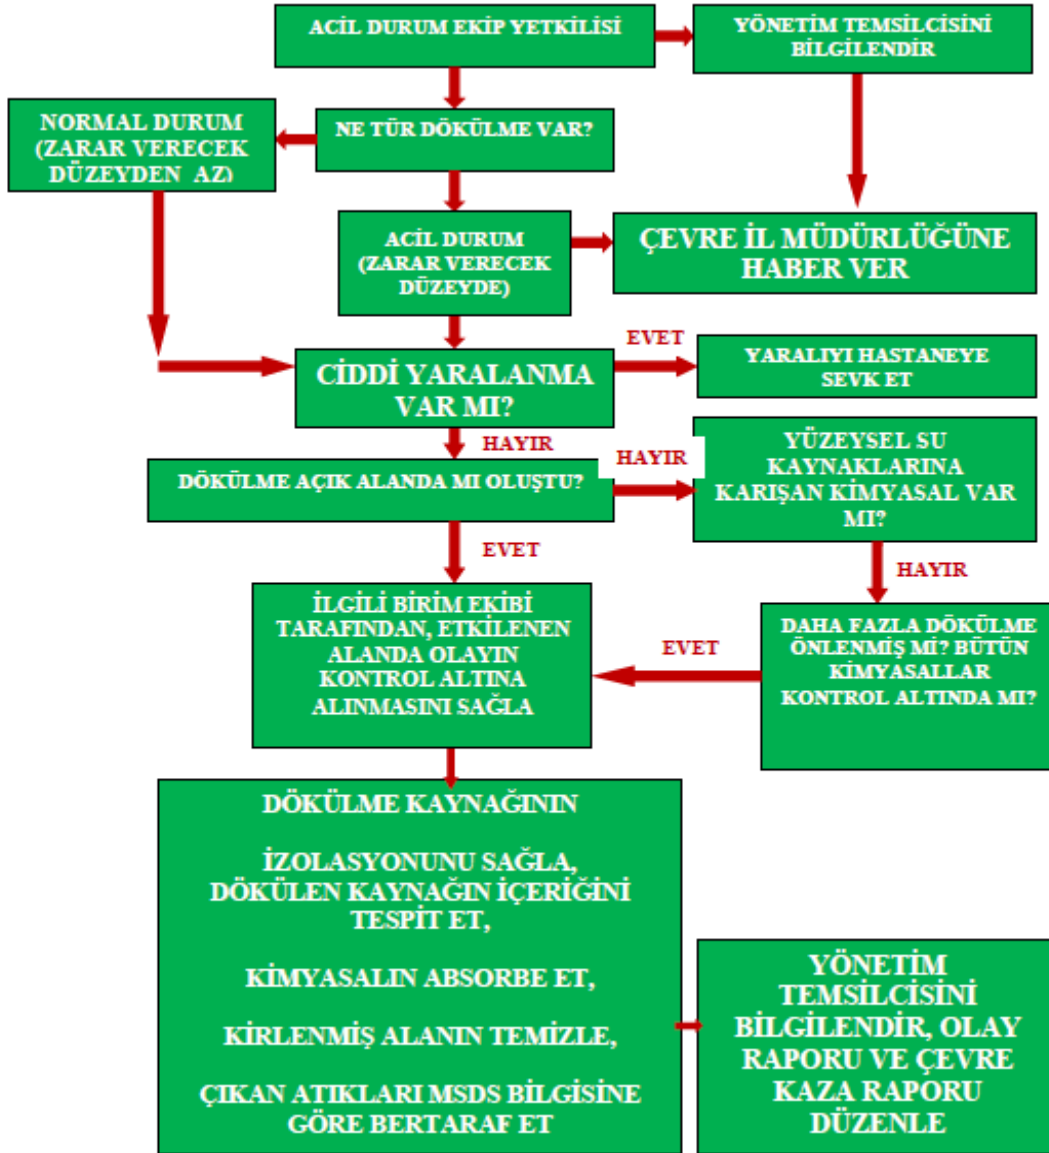 ACİL DURUM EKİP YETKİLİSİ
YÖNETİM TEMSİLCİSİNİ
BİLGİLENDİR
NORMAL DURUM
(ZARAR VERECEK
DÜZEYDEN AZ)
NE TÜR DÖKÜLME VAR?
ACİL DURUM
(ZARAR VERECEK
DÜZEYDE)
ÇEVRE İL MÜDÜRLÜĞÜNE
HABER VER
CİDDİ YARALANMA
VAR MI?
EVET
YARALIYI HASTANEYE
SEVK ET
HAYIR
DÖKÜLME AÇIK ALANDA MI OLUŞTU?
HAYIR
YÜZEYSEL SU
KAYNAKLARINA
KARIŞAN KİMYASAL VAR
MI?
EVET
HAYIR
İLGİLİ BİRİM EKİBİ
TARAFINDAN, ETKİLENEN
ALANDA OLAYIN
KONTROL ALTINA
ALINMASINI SAĞLA
EVET
DAHA FAZLA DÖKÜLME
ÖNLENMİŞ Mİ? BÜTÜN
KİMYASALLAR
KONTROL ALTINDA MI?
DÖKÜLME KAYNAĞININ
İZOLASYONUNU SAĞLA,
DÖKÜLEN KAYNAĞIN İÇERİĞİNİ
TESPİT ET,
KİMYASALIN ABSORBE ET,
KİRLENMİŞ ALANIN TEMİZLE,
ÇIKAN ATIKLARI MSDS BİLGİSİNE
GÖRE BERTARAF ET
YÖNETİM
TEMSİLCİSİNİ
BİLGİLENDİR, OLAY
RAPORU VE ÇEVRE
KAZA RAPORU
DÜZENLE